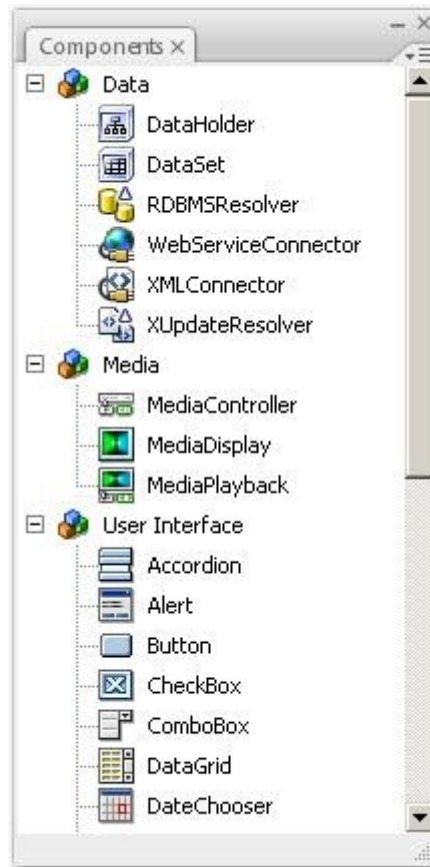 Components
Data
DataHolder
DataSet
RDBMSResolver
WebServiceConnector
XMLConnector
XUpdateResolver
Media
MediaController
MediaDisplay
MediaPlayback
User Interface
Accordion
Alert
Button
CheckBox
ComboBox
DataGrid
DateChooser